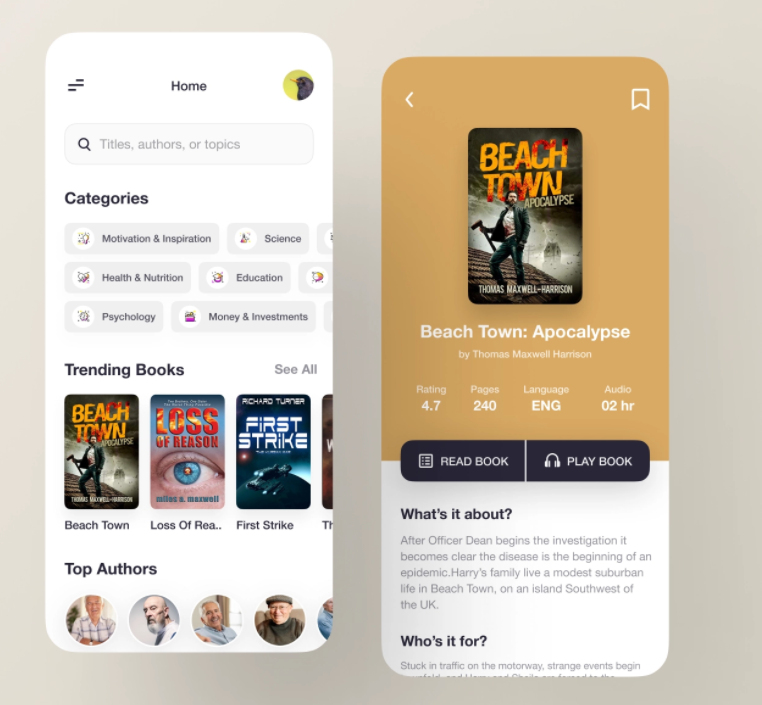 Home
Titles, authors, or topics
Categories
Motivation & Inspiration
Science
Health & Nutrition
Education
Psychology
Money & Investments
Trending Books
See All
BEACH
TOWN
APOCALYPSE
THOMAS MAXWELL-HARRISON
LOSS
OF REASON
miles a. maxwell
RICHARD TURNER
FIRST
STRIKE
Beach Town
Loss Of Rea..
First Strike
Th
Top Authors
BEACH
TOWN
APOCALYPSE
THOMAS MAXWELL-HARRISON
Beach Town: Apocalypse
by Thomas Maxwell Harrison
Rating
Pages
Language
Audio
4.7
240
ENG
02 hr
READ BOOK
PLAY BOOK
What's it about?
After Officer Dean begins the investigation it
becomes clear the disease is the beginning of an
epidemic.Harry's family live a modest suburban
life in Beach Town, on an island Southwest of
the UK.
Who's it for?
Stuck in traffic on the motorway, strange events begin